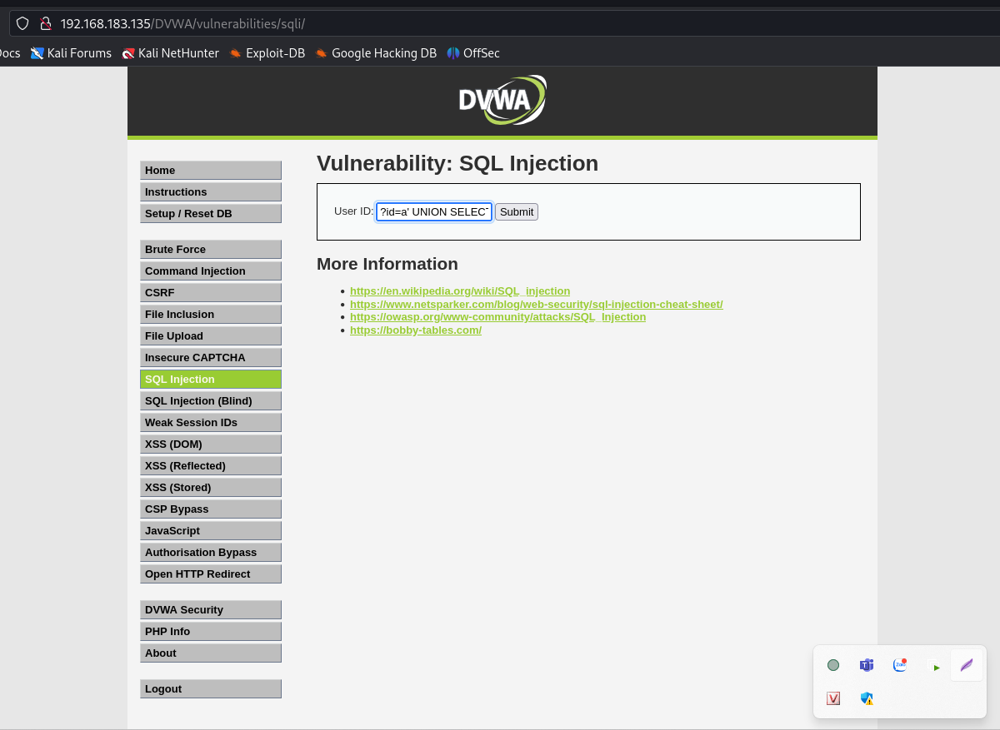 192.168.183.135/DVWA/vulnerabilities/sqli/
Kali Forums Kali NetHunter Exploit-DB Google Hacking DB OffSec
DVWA
Vulnerability: SQL Injection
User ID: ?id=a' UNION SELECT Submit
More Information
https://en.wikipedia.org/wiki/SQL_injection
https://www.netsparker.com/blog/web-security/sql-injection-cheat-sheet/
https://owasp.org/www-community/attacks/SQL_Injection
https://bobby-tables.com/
Home
Instructions
Setup / Reset DB
Brute Force
Command Injection
CSRF
File Inclusion
File Upload
Insecure CAPTCHA
SQL Injection
SQL Injection (Blind)
Weak Session IDs
XSS (DOM)
XSS (Reflected)
XSS (Stored)
CSP Bypass
JavaScript
Authorisation Bypass
Open HTTP Redirect
DVWA Security
PHP Info
About
Logout